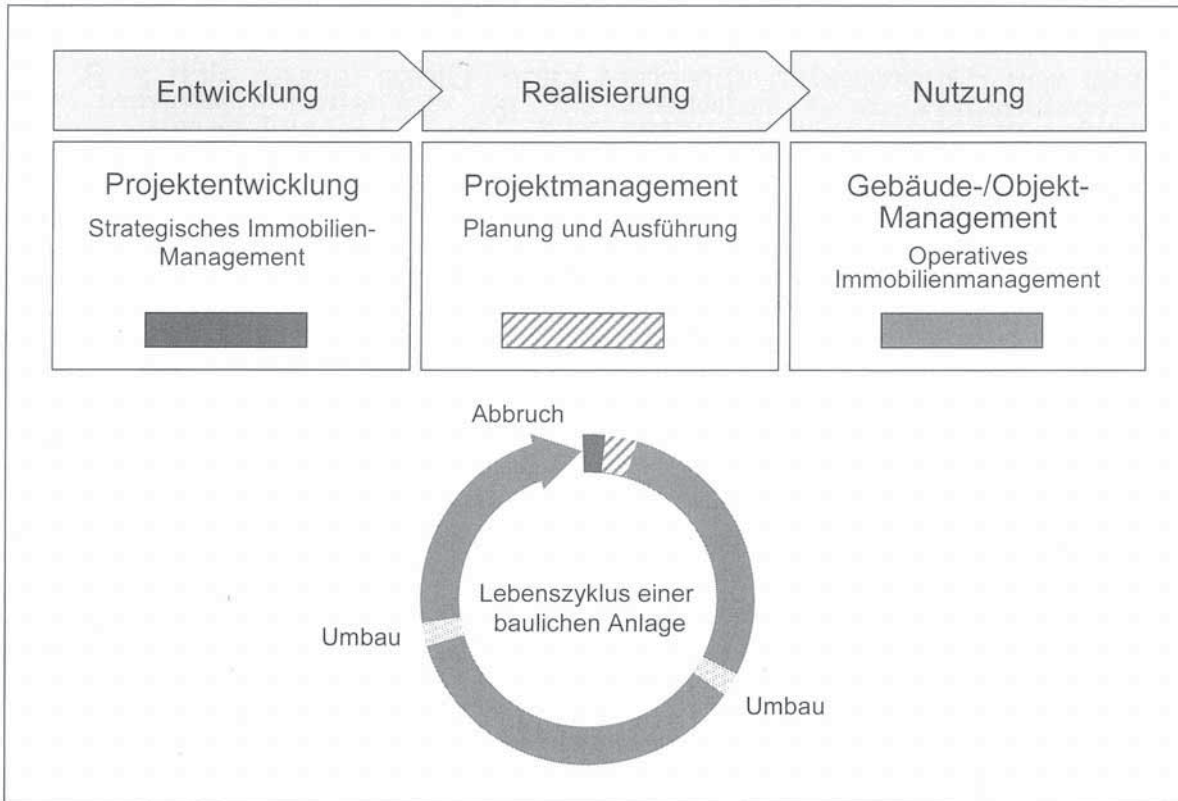 Entwicklung
Realisierung
Nutzung
Projektentwicklung
Strategisches Immobilien-
Management
Projektmanagement
Planung und Ausführung
Gebäude-/Objekt-
Management
Operatives
Immobilienmanagement
Abbruch
Lebenszyklus einer
baulichen Anlage
Umbau
Umbau